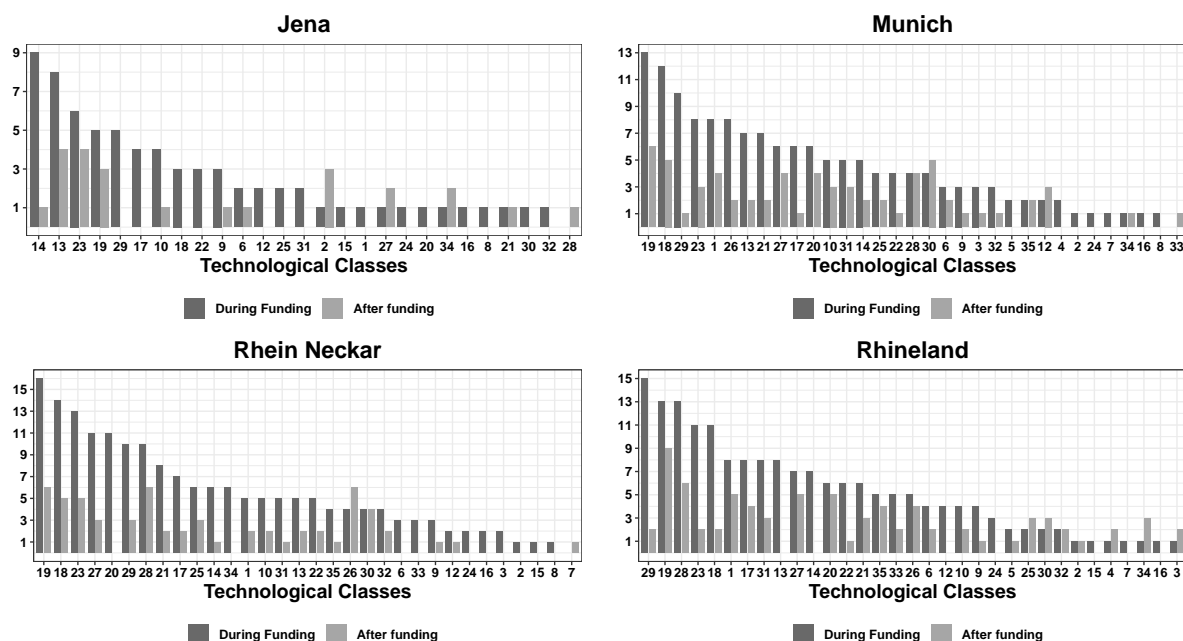 Jena
9
7
5
3
1
14 13 23 19 29 17 10 18 22 9 6 12 25 31 2 15 1 27 24 20 34 16 8 21 30 32 28
Technological Classes
During Funding After funding
Munich
13
11
9
7
5
3
1
19 18 29 23 1 26 13 21 27 17 20 10 31 14 25 22 28 30 6 9 3 32 5 35 12 4 2 24 7 34 16 8 33
Technological Classes
During Funding After funding
Rhein Neckar
15
13
11
9
7
5
3
1
19 18 23 27 20 29 28 21 17 25 14 34 1 10 31 13 22 35 26 30 32 6 33 9 12 24 16 3 2 15 8 7
Technological Classes
During Funding After funding
Rhineland
15
13
11
9
7
5
3
1
29 19 28 23 18 1 17 31 13 27 14 20 22 21 35 33 26 6 12 10 9 24 5 25 30 32 2 15 4 7 34 16 3
Technological Classes
During Funding After funding